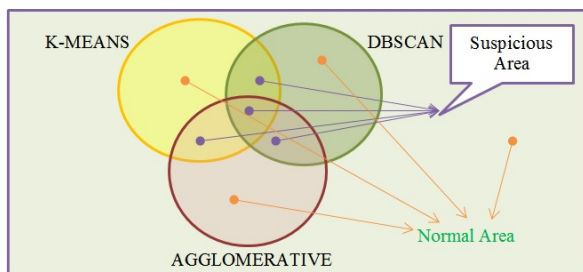 K-MEANS
DBSCAN
Suspicious
Area
Normal Area
AGGLOMERATIVE